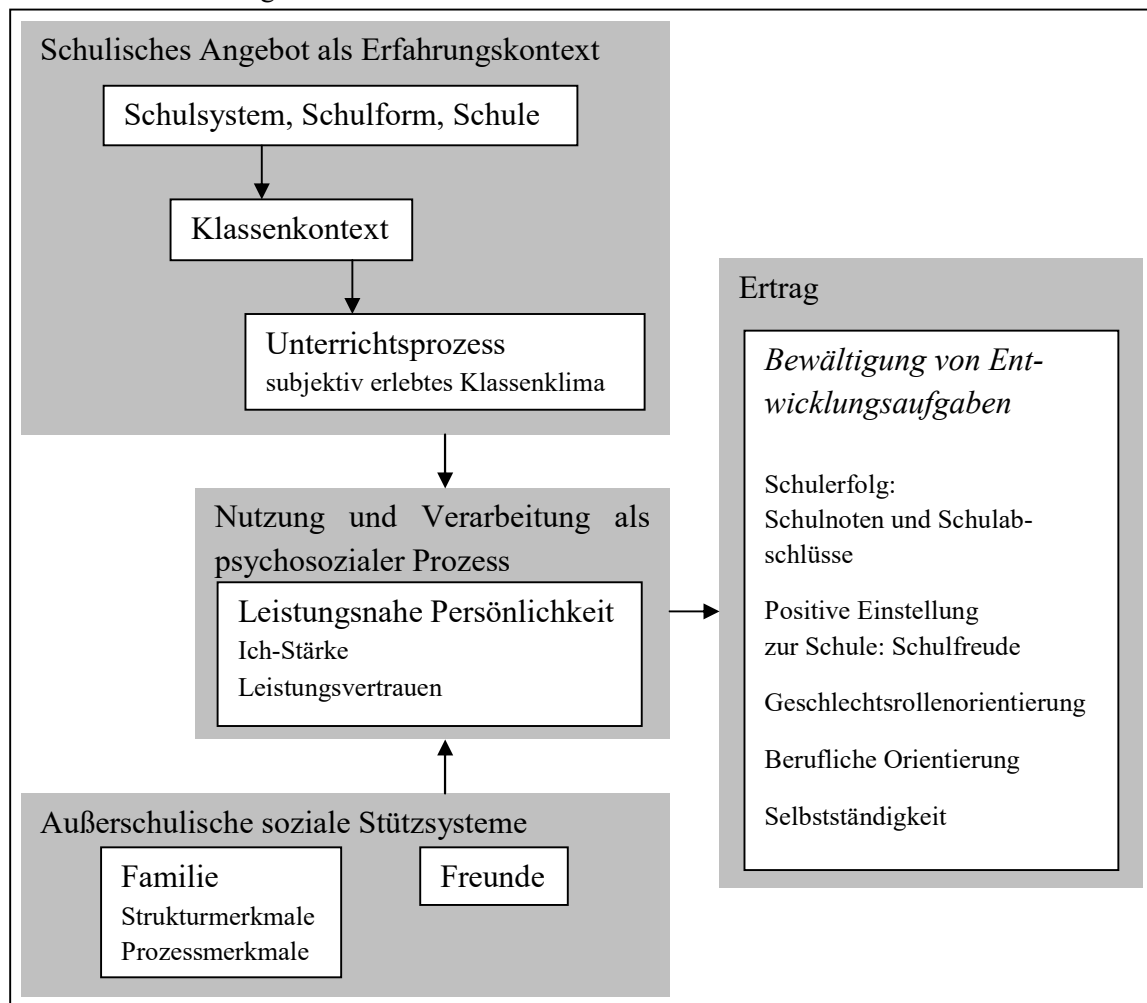 Schulisches Angebot als Erfahrungskontext
Schulsystem, Schulform, Schule
Klassenkontext
Unterrichtsprozess
subjektiv erlebtes Klassenklima
Nutzung und Verarbeitung als
psychosozialer Prozess
Leistungsnahe Persönlichkeit
Ich-Stärke
Leistungsvertrauen
Außerschulische soziale Stützsysteme
Familie
Strukturmerkmale
Prozessmerkmale
Freunde
Ertrag
Bewältigung von Ent-
wicklungsaufgaben
Schulerfolg:
Schulnoten und Schulab-
schlüsse
Positive Einstellung
zur Schule: Schulfreude
Geschlechtsrollenorientierung
Berufliche Orientierung
Selbstständigkeit